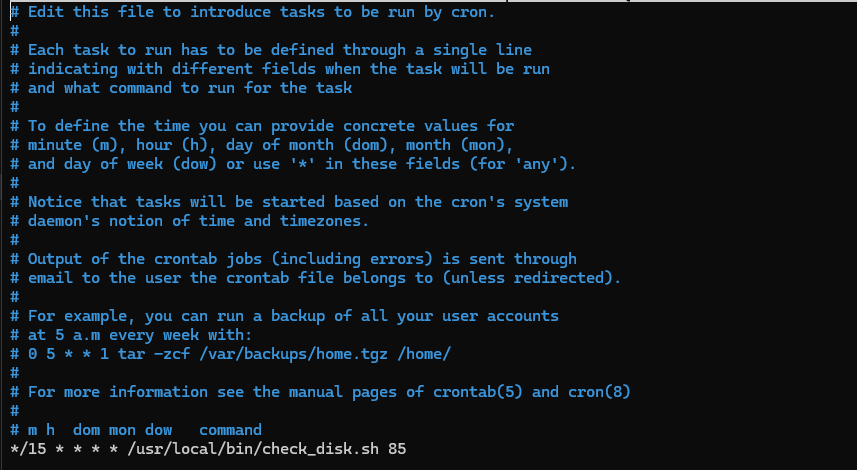 # Edit this file to introduce tasks to be run by cron.
#
# Each task to run has to be defined through a single line
# indicating with different fields when the task will be run
# and what command to run for the task
#
# To define the time you can provide concrete values for
# minute (m), hour (h), day of month (dom), month (mon),
# and day of week (dow) or use '*' in these fields (for 'any').
#
# Notice that tasks will be started based on the cron's system
# daemon's notion of time and timezones.
#
# Output of the crontab jobs (including errors) is sent through
# email to the user the crontab file belongs to (unless redirected).
#
# For example, you can run a backup of all your user accounts
# at 5 a.m every week with:
# 0 5 * * 1 tar -zcf /var/backups/home.tgz /home/
#
# For more information see the manual pages of crontab(5) and cron(8)
#
# m h  dom mon dow   command
*/15 * * * * /usr/local/bin/check_disk.sh 85